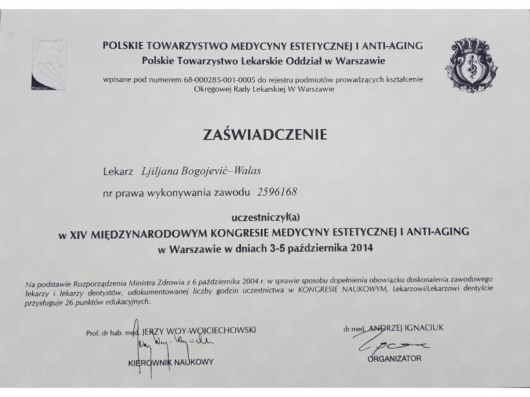 POLSKIE TOWARZYSTWO MEDYCYNY ESTETYCZNEJ I ANTI-AGING
Polskie Towarzystwo Lekarskie Oddział w Warszawie
wpisane pod numerem 68-000285-001-0005 do rejestru podmiotów prowadzących kształcenie
Okręgowej Rady Lekarskiej W Warszawie
ZAŚWIADCZENIE
Lekarz Ljiljana Bogojevič-Walas
nr prawa wykonywania zawodu 2596168
uczestniczył(a)
w XIV MIĘDZYNARODOWYM KONGRESIE MEDYCYNY ESTETYCZNEJ I ANTI-AGING
w Warszawie w dniach 3-5 października 2014
Na podstawie Rozporządzenia Ministra Zdrowia z 6 października 2004 r. w sprawie sposobu dopełnienia obowiązku doskonalenia zawodowego
lekarzy i lekarzy dentystów, udokumentowanej liczby godzin uczestnictwa w KONGRESIE NAUKOWYM, Lekarzowi/Lekarzowi dentyście
przysługuje 26 punktów edukacyjnych.
Prof. dr hab. med. JERZY WOY-WOJCIECHOWSKI
KIEROWNIK NAUKOWY
dr med. ANDRZEJ IGNACIUK
ORGANIZATOR